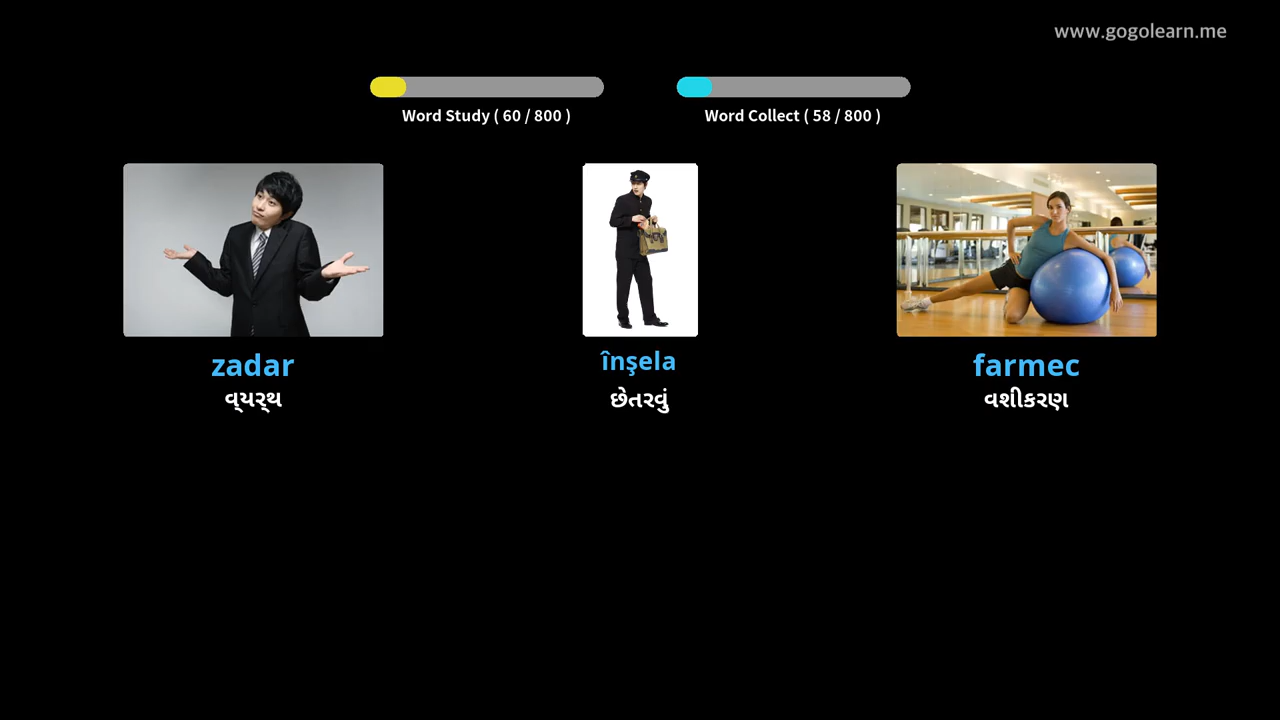 www.gogolearn.me
Word Study ( 60 / 800 )
Word Collect ( 58 / 800 )
zadar
înşela
farmec
વ્યર્થ
છેતરવું
વશીકરણ